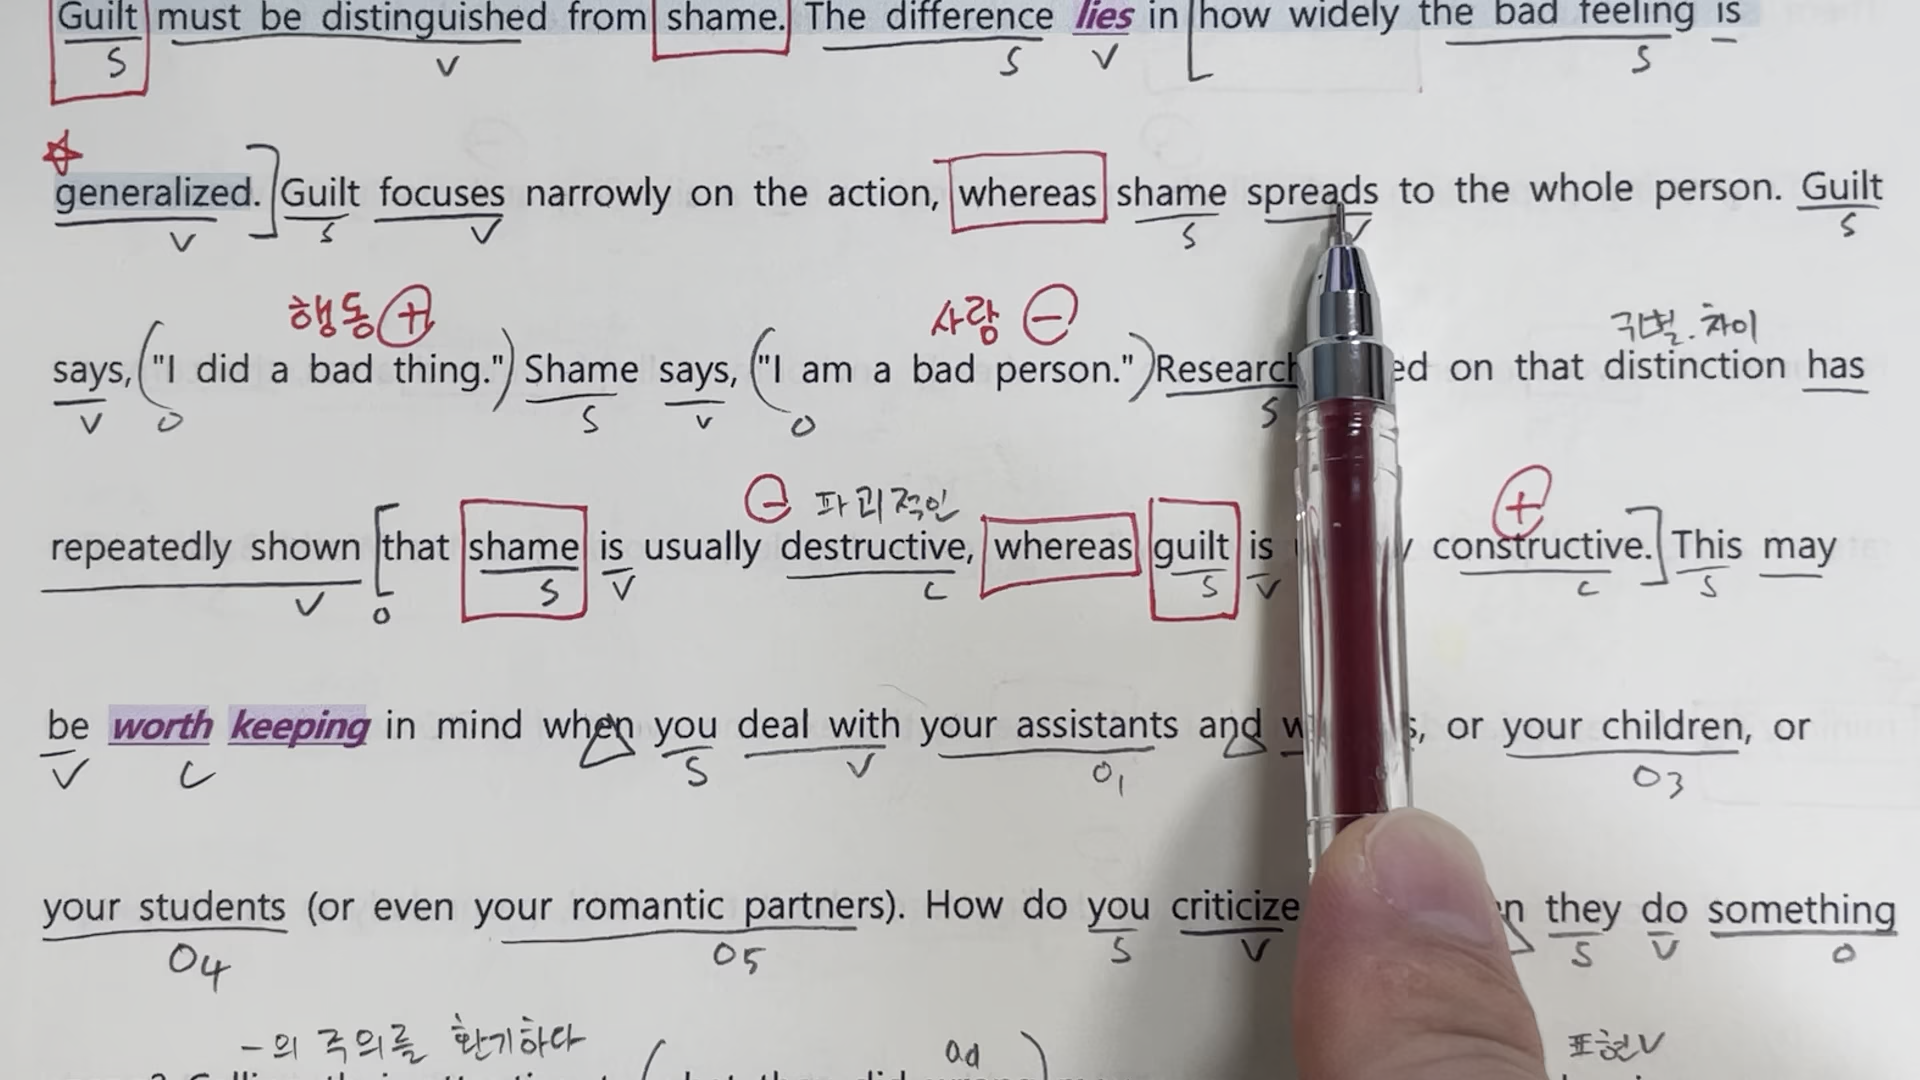 Guilt must be distinguished from shame. The difference lies in how widely the bad feeling is
S V S V S
generalized. Guilt focuses narrowly on the action, whereas shame spreads to the whole person. Guilt
V S V S V S
행동 + 사람 - 구별.차이
says, "I did a bad thing." Shame says, "I am a bad person." Research on that distinction has
V O S V O S
- 파괴적인 +
repeatedly shown that shame is usually destructive, whereas guilt is constructive. This may
V O S V C S V C S
be worth keeping in mind when you deal with your assistants and or your children, or
V C S V O1 O3
your students (or even your romantic partners). How do you criticize they do something
O4 O5 S V S V O
-의 주의를 환기하다 ad 표현V